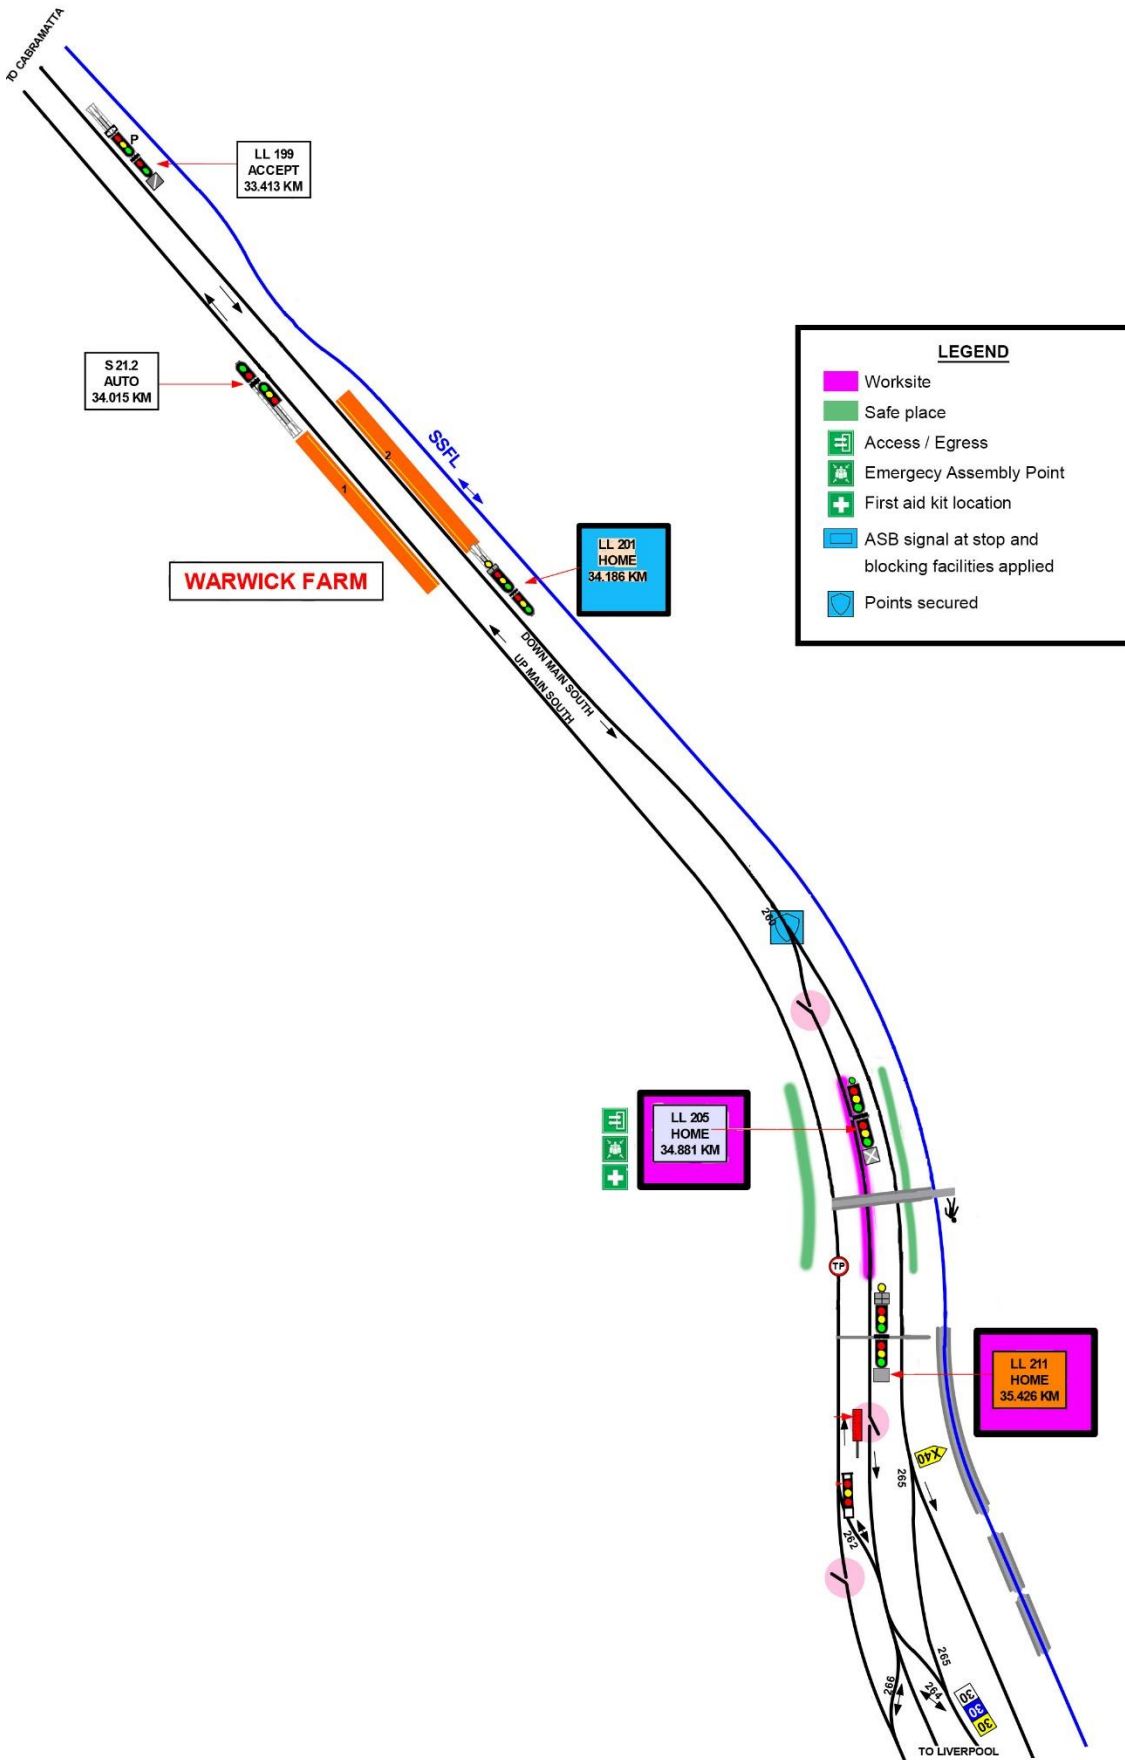 TO CABRAMATTA
P
LL 199
ACCEPT
33.413 KM
S 21.2
AUTO
34.015 KM
1
2
SSFL
WARWICK FARM
LL 201
HOME
34.186 KM
DOWN MAIN SOUTH
UP MAIN SOUTH
LEGEND
Worksite
Safe place
Access / Egress
Emergecy Assembly Point
First aid kit location
ASB signal at stop and
blocking facilities applied
Points secured
260
LL 205
HOME
34.881 KM
TP
LL 211
HOME
35.426 KM
X40
265
262
265
266
264
30
30
30
TO LIVERPOOL